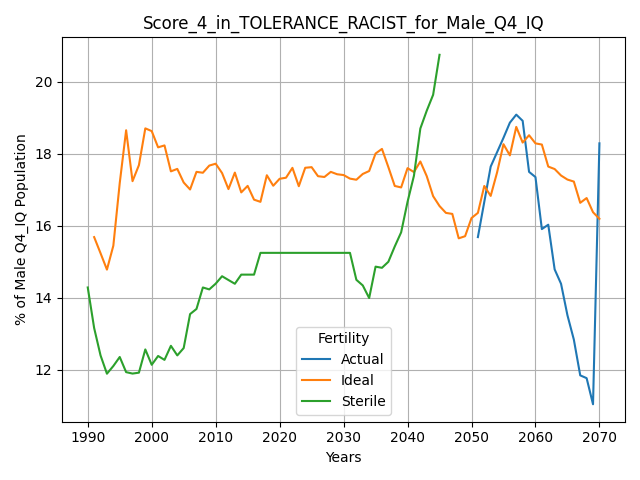 Score_4_in_TOLERANCE_RACIST_for_Male_Q4_IQ
% of Male Q4_IQ Population
20
18
16
14
12
Fertility
Actual
Ideal
Sterile
1990 2000 2010 2020 2030 2040 2050 2060 2070
Years